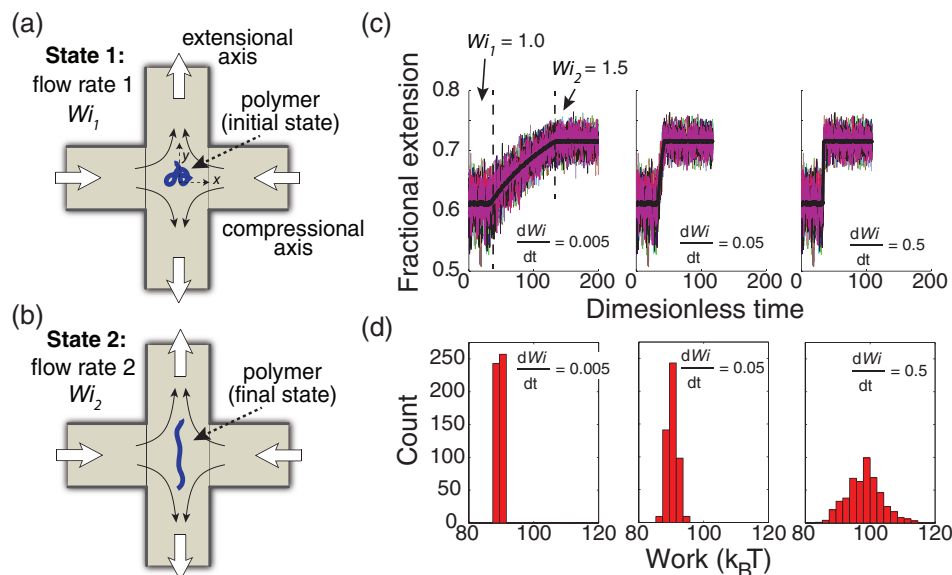 (a)
State 1:
flow rate 1
Wi1
extensional
axis
polymer
(initial state)
y
x
compressional
axis
(b)
State 2:
flow rate 2
Wi2
polymer
(final state)
(c)
Wi1 = 1.0
Wi2 = 1.5
Fractional extension
0.8
0.7
0.6
0.5
dWi
dt
= 0.005
0 100 200
dWi
dt
= 0.05
0 100 200
dWi
dt
= 0.5
0 100 200
Dimesionless time
(d)
Count
250
200
150
100
50
0
dWi
dt
= 0.005
80 100 120
dWi
dt
= 0.05
80 100 120
dWi
dt
= 0.5
80 100 120
Work (kBT)